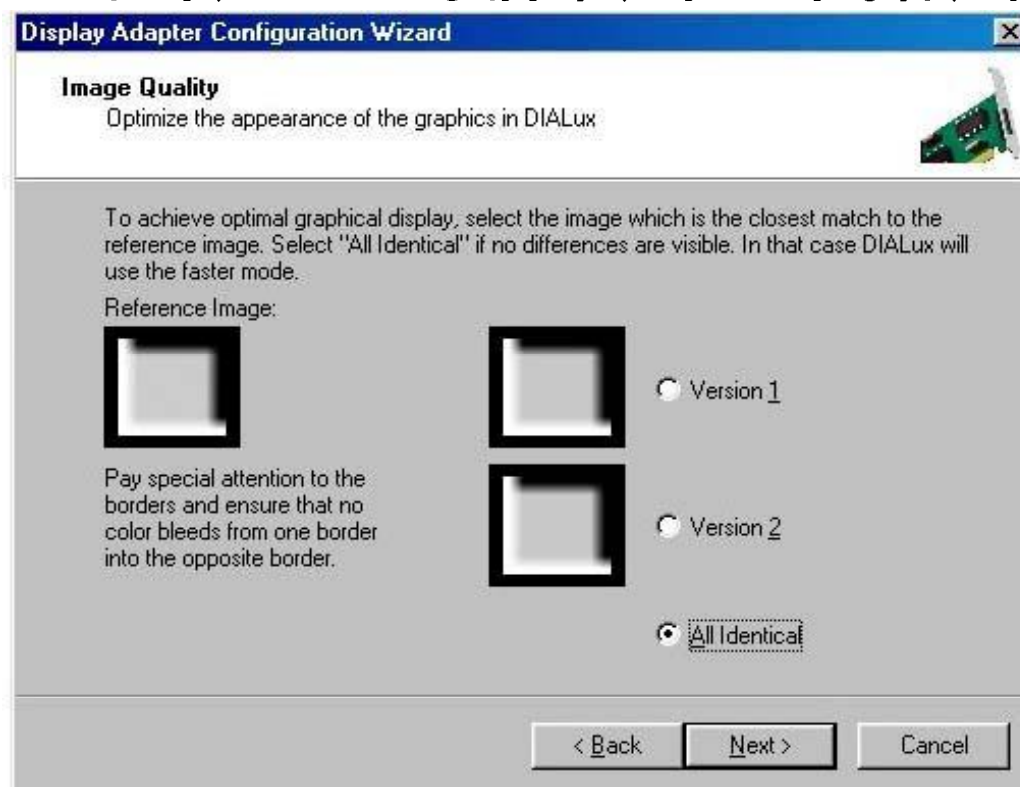 Display Adapter Configuration Wizard
Image Quality
Optimize the appearance of the graphics in DIALux
To achieve optimal graphical display, select the image which is the closest match to the
reference image. Select "All Identical" if no differences are visible. In that case DIALux will
use the faster mode.
Reference Image:
Version 1
Pay special attention to the
borders and ensure that no
color bleeds from one border
into the opposite border.
Version 2
All Identical
< Back
Next >
Cancel